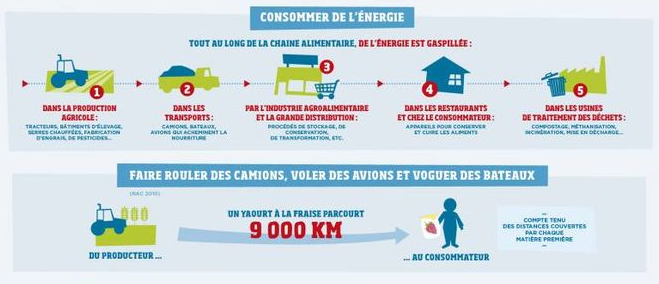 CONSOMMER DE L'ÉNERGIE
TOUT AU LONG DE LA CHAINE ALIMENTAIRE, DE L'ÉNERGIE EST GASPILLÉE :
1
DANS LA PRODUCTION
AGRICOLE :
TRACTEURS, BÂTIMENTS D'ÉLEVAGE,
SERRES CHAUFFÉES, FABRICATION
D'ENGRAIS, DE PESTICIDES...
2
DANS LES
TRANSPORTS :
CAMIONS, BATEAUX,
AVIONS QUI ACHEMINENT LA
NOURRITURE
3
PAR L'INDUSTRIE AGROALIMENTAIRE
ET LA GRANDE DISTRIBUTION :
PROCÉDÉS DE STOCKAGE, DE
CONSERVATION,
DE TRANSFORMATION, ETC.
4
DANS LES RESTAURANTS
ET CHEZ LE CONSOMMATEUR :
APPAREILS POUR CONSERVER
ET CUIRE LES ALIMENTS
5
DANS LES USINES
DE TRAITEMENT DES DÉCHETS :
COMPOSTAGE, MÉTHANISATION,
INCINÉRATION, MISE EN DÉCHARGE...
FAIRE ROULER DES CAMIONS, VOLER DES AVIONS ET VOGUER DES BATEAUX
(RAC 2010)
UN YAOURT À LA FRAISE PARCOURT
9 000 KM
DU PRODUCTEUR ...
... AU CONSOMMATEUR
COMPTE TENU
DES DISTANCES COUVERTES
PAR CHAQUE
MATIÈRE PREMIÈRE